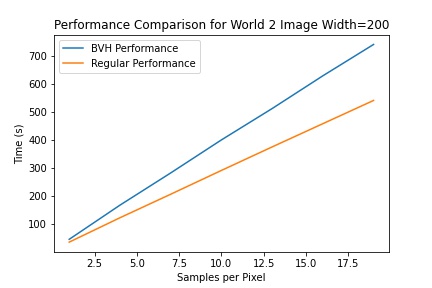 Performance Comparison for World 2 Image Width=200
BVH Performance
Regular Performance
700
600
500
400
300
200
100
Time (s)
2.5 5.0 7.5 10.0 12.5 15.0 17.5
Samples per Pixel